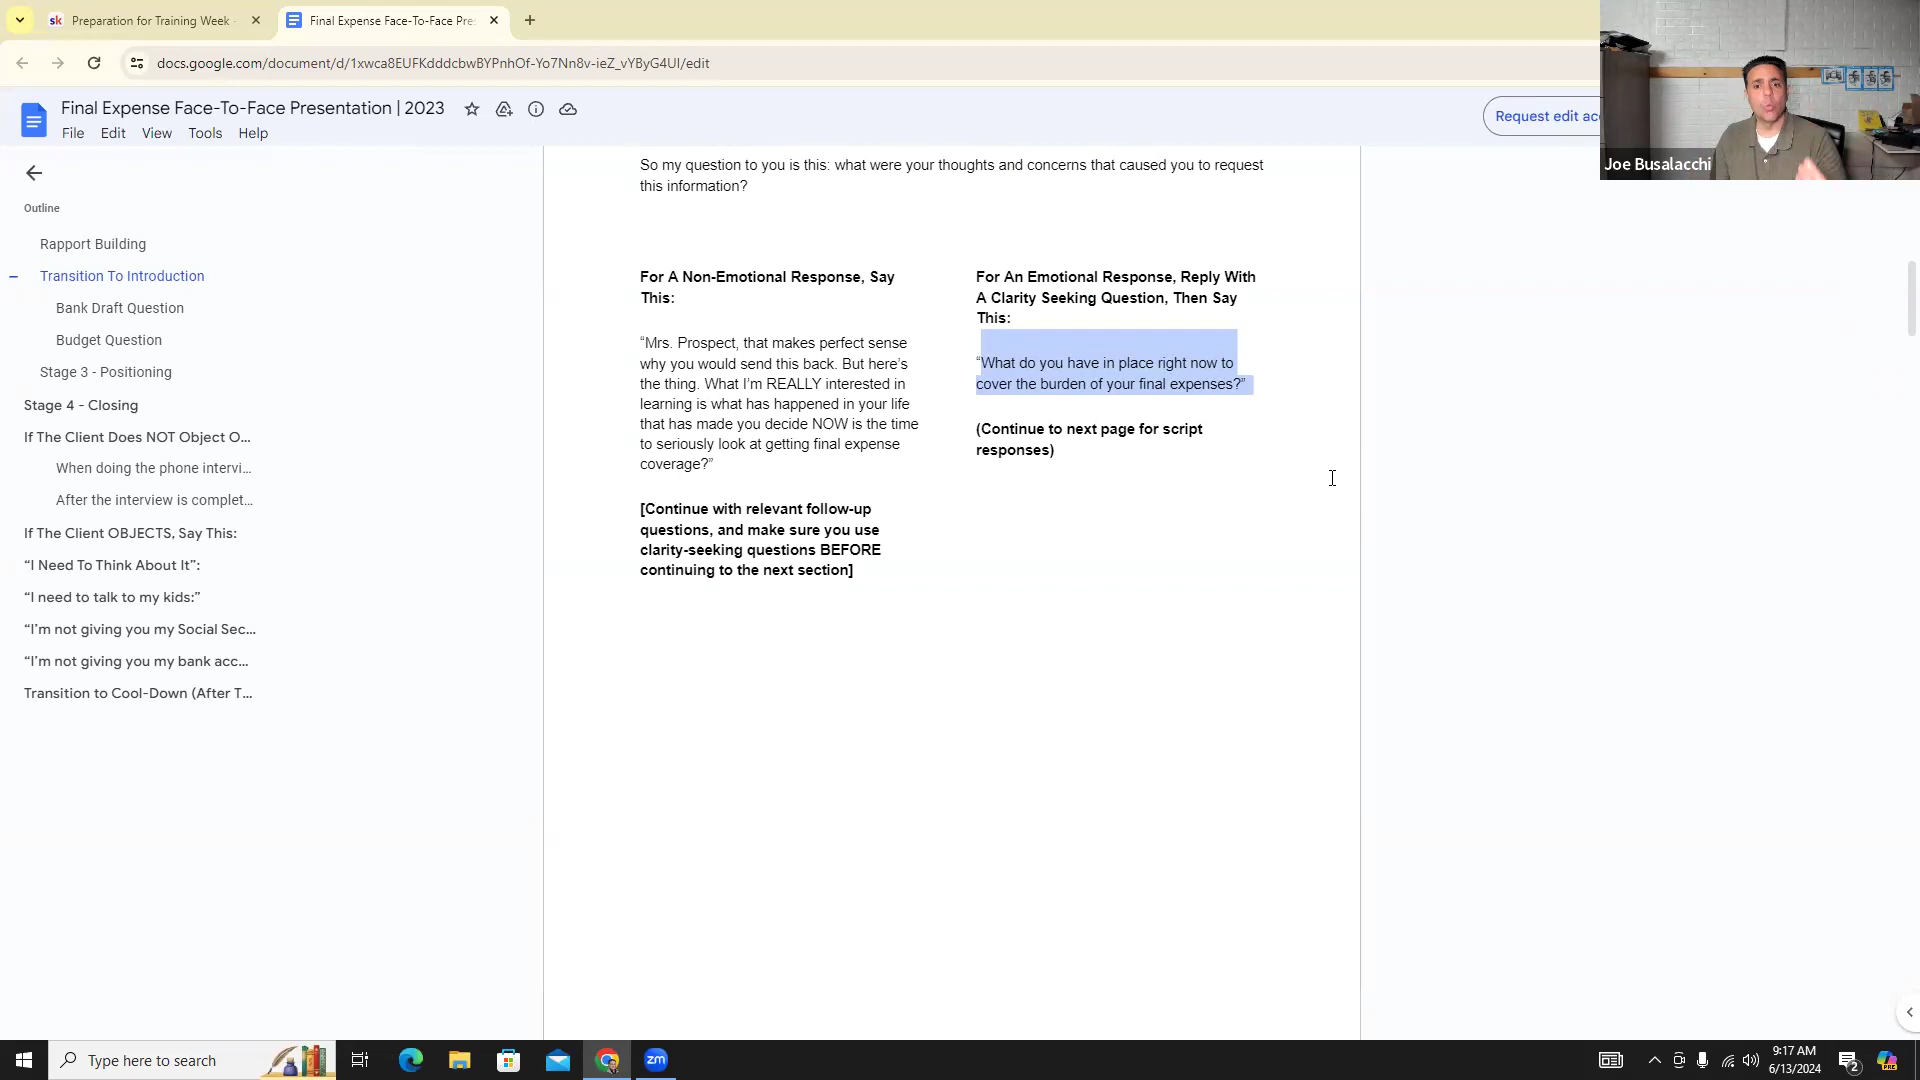 sk Preparation for Training Week -
Final Expense Face-To-Face Pre
docs.google.com/document/d/1xwca8EUFKdddcbwBYPnhOf-Yo7Nn8v-ieZ_vYByG4UI/edit
Final Expense Face-To-Face Presentation | 2023
File Edit View Tools Help
Request edit acc
Joe Busalacchi
Outline
Rapport Building
Transition To Introduction
Bank Draft Question
Budget Question
Stage 3 - Positioning
Stage 4 - Closing
If The Client Does NOT Object O...
When doing the phone intervi...
After the interview is complet...
If The Client OBJECTS, Say This:
“I Need To Think About It”:
“I need to talk to my kids:”
“I’m not giving you my Social Sec...
“I’m not giving you my bank acc...
Transition to Cool-Down (After T...
So my question to you is this: what were your thoughts and concerns that caused you to request
this information?
For A Non-Emotional Response, Say
This:
“Mrs. Prospect, that makes perfect sense
why you would send this back. But here’s
the thing. What I’m REALLY interested in
learning is what has happened in your life
that has made you decide NOW is the time
to seriously look at getting final expense
coverage?”
[Continue with relevant follow-up
questions, and make sure you use
clarity-seeking questions BEFORE
continuing to the next section]
For An Emotional Response, Reply With
A Clarity Seeking Question, Then Say
This:
“What do you have in place right now to
cover the burden of your final expenses?”
(Continue to next page for script
responses)
Type here to search
zm
9:17 AM
6/13/2024
2
PRE